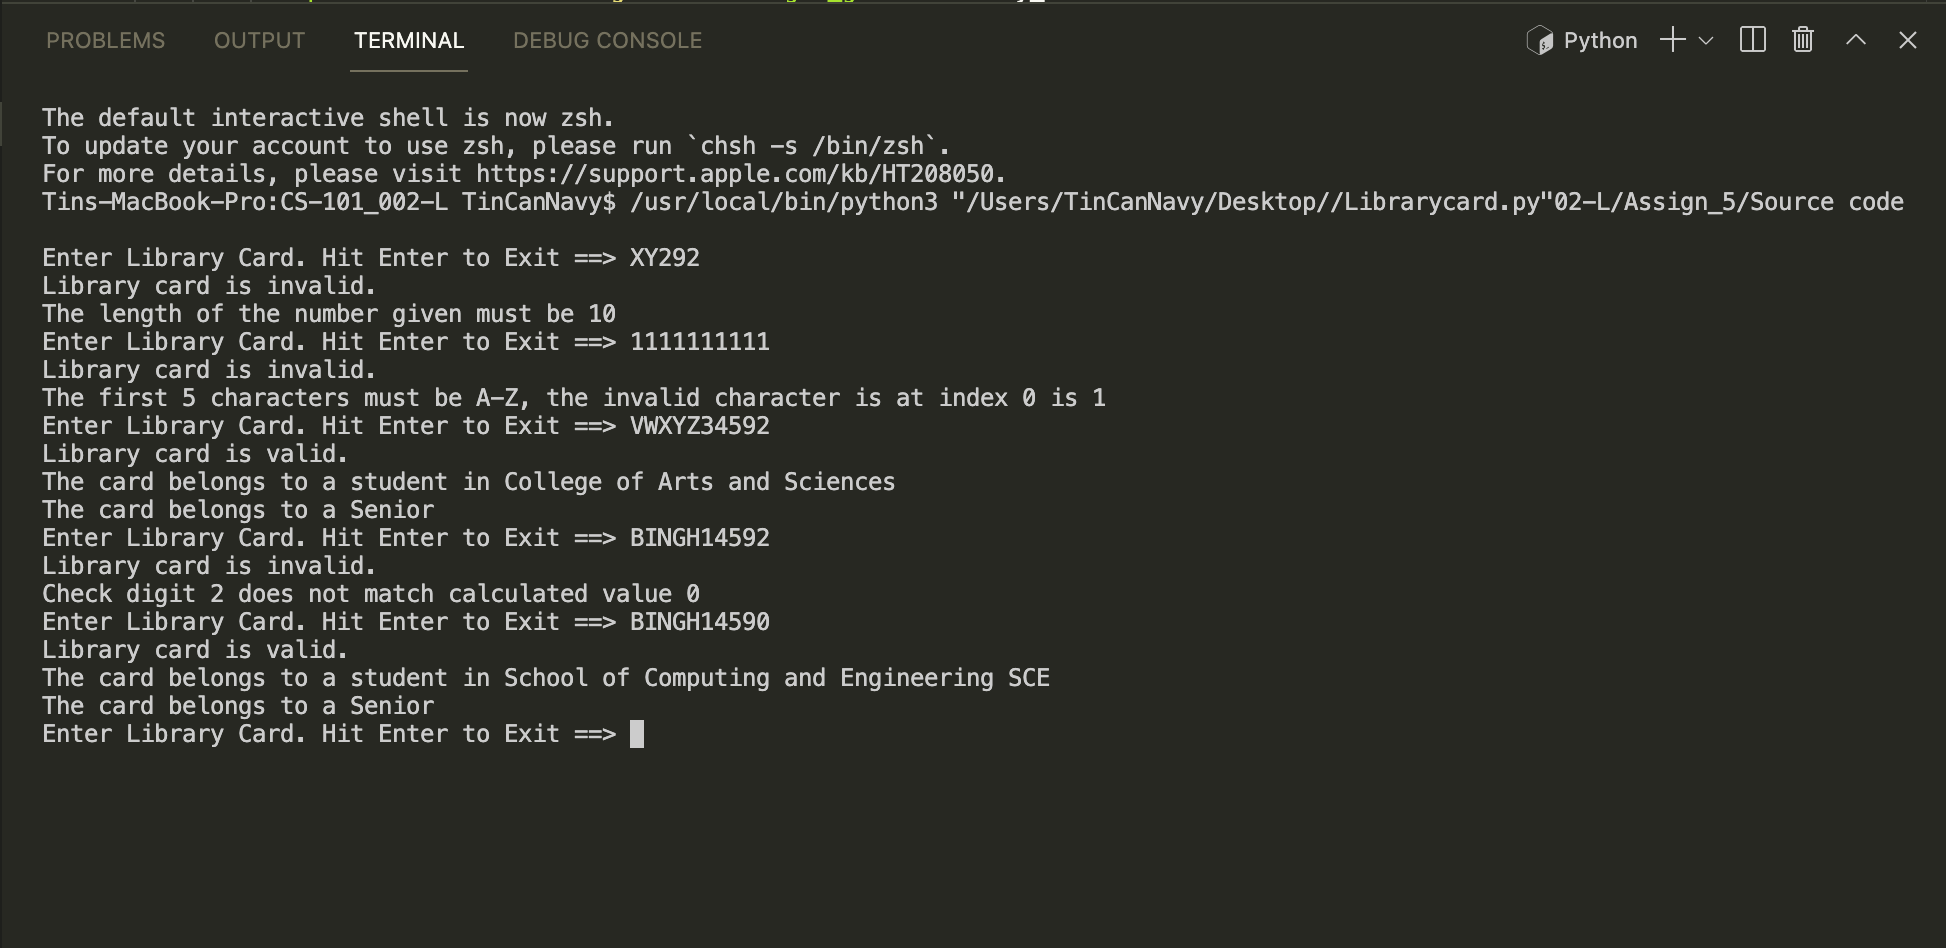 PROBLEMS OUTPUT TERMINAL DEBUG CONSOLE Python
The default interactive shell is now zsh.
To update your account to use zsh, please run `chsh -s /bin/zsh`.
For more details, please visit https://support.apple.com/kb/HT208050.
Tins-MacBook-Pro:CS-101_002-L TinCanNavy$ /usr/local/bin/python3 "/Users/TinCanNavy/Desktop//Librarycard.py"02-L/Assign_5/Source code
Enter Library Card. Hit Enter to Exit ==> XY292
Library card is invalid.
The length of the number given must be 10
Enter Library Card. Hit Enter to Exit ==> 1111111111
Library card is invalid.
The first 5 characters must be A-Z, the invalid character is at index 0 is 1
Enter Library Card. Hit Enter to Exit ==> VWXYZ34592
Library card is valid.
The card belongs to a student in College of Arts and Sciences
The card belongs to a Senior
Enter Library Card. Hit Enter to Exit ==> BINGH14592
Library card is invalid.
Check digit 2 does not match calculated value 0
Enter Library Card. Hit Enter to Exit ==> BINGH14590
Library card is valid.
The card belongs to a student in School of Computing and Engineering SCE
The card belongs to a Senior
Enter Library Card. Hit Enter to Exit ==>